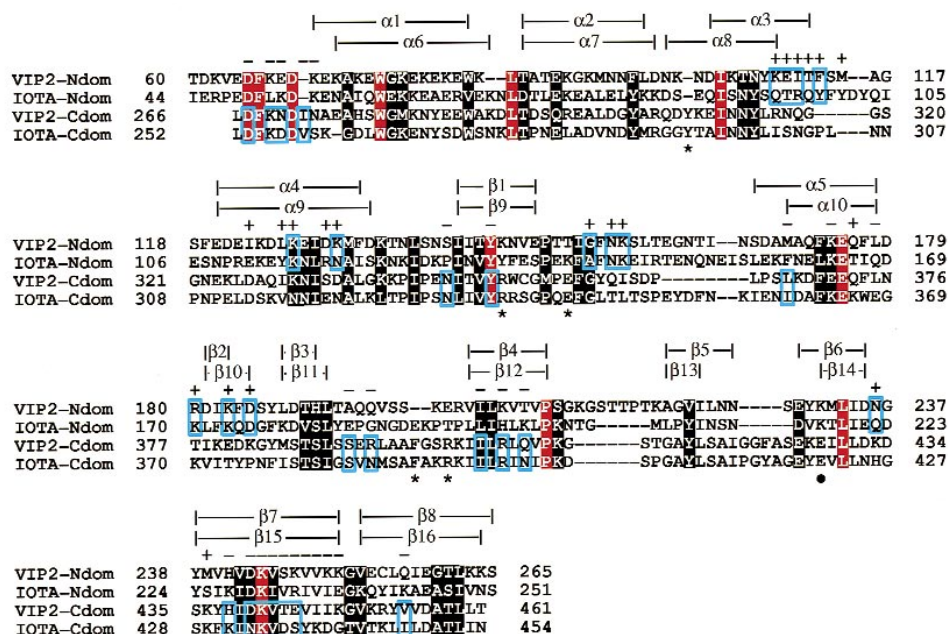 α1 α2 α3
α6 α7 α8
- -- - -- ++++++ +
VIP2-Ndom 60 TDKVEDFKED-KEKAKEWGKEKEKEWK--LTATEKGKMNNFLDNK-NDIKTNYKEITFSM--AG 117
IOTA-Ndom 44 IERPEDFLKD-KENAIQWEKKEAERVEKNLDTLEKEALELYKKDS-EQISNYSQTRQYFYDYQI 105
VIP2-Cdom 266 LDFKNDINAEAHSWGMKNYEEWAKDLTDSQREALDGYARQDYKEINNYLRNQG----GS 320
IOTA-Cdom 252 LDFKDDVSK-GDLWGKENYSDWSNKLTPNELADVNDYMRGGYTAINNYLISNGPL--NN 307
*
α4 β1 α5
α9 β9 α10
+ ++ ++ - - + ++ - - + -
VIP2-Ndom 118 SFEDEIKDLKEIDKMFDKTNLSNSIITYKNVEPTTIGFNKSLTEGNTI--NSDAMAQFKEQFLD 179
IOTA-Ndom 106 ESNPREKEYKNLRNAISKNKIDKPINVYYFESPEKFAFNKEIRTENQNEISLEKFNELKETIQD 169
VIP2-Cdom 321 GNEKLDAQIKNISDALGKKPIPENITVYRWCGMPEFGYQISDP------LPSIKDFEEQFLN 376
IOTA-Cdom 308 PNPELDSKVNNIENALKLTPIPSNLIVYRRSGPQEFGLTLTSPEYDFN-KIENIDAFKEKWEG 369
* *
β2 β3 β4 β5 β6
β10 β11 β12 β13 β14
+ + + - - - - - - +
VIP2-Ndom 180 RDIKFDSYLDTHLTAQQVSS--KERVILKVTVPSGKGSTTPTKAGVILNN---SEYKMLIDNG 237
IOTA-Ndom 170 KLFKQDGFKDVSLYEPGNGDEKPTPLLIHLKLPKNTG---MLPYINSN----DVKTLIEQD 223
VIP2-Cdom 377 TIKEDKGYMSTSLSSERLAAFGSRKIILRLQVPKG------STGAYLSAIGGFASEKEILLDKD 434
IOTA-Cdom 370 KVITYPNFISTSIGSVNMSAFAKRKIILRINIPKD------SPGAYLSAIPGYAGEYEVLLNHG 427
* * •
β7 β8
β15 β16
+ - ------------ -
VIP2-Ndom 238 YMVHVDKVSKVVKKGVECLQIEGTLKKS 265
IOTA-Ndom 224 YSIKIDKIVRIVIEGKQYIKAEASIVNS 251
VIP2-Cdom 435 SKYHIDKVTEVIIKGVKRYVVDATLLT 461
IOTA-Cdom 428 SKFKINKVDSYKDGTVTKLILDATLIN 454